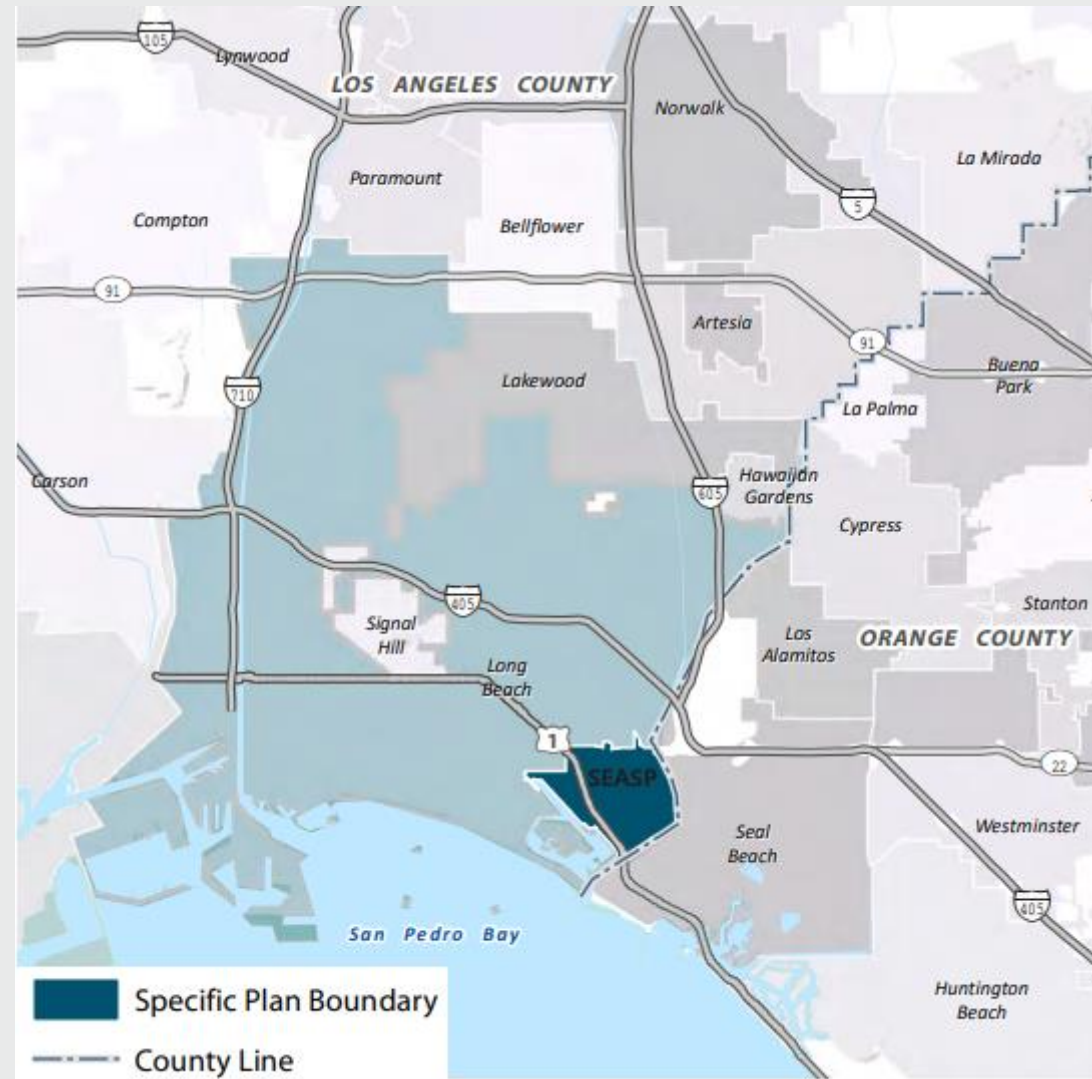 105
Lynwood
LOS ANGELES COUNTY
Norwalk
La Mirada
Paramount
5
Compton
Bellflower
91
Artesia
91
Buena
Park
Lakewood
710
La Palma
Carson
Hawaiian
Gardens
605
Cypress
405
Stanton
Signal
Hill
Los
Alamitos
ORANGE COUNTY
Long
Beach
1
SEASP
22
Seal
Beach
Westminster
405
San Pedro Bay
Huntington
Beach
Specific Plan Boundary
County Line